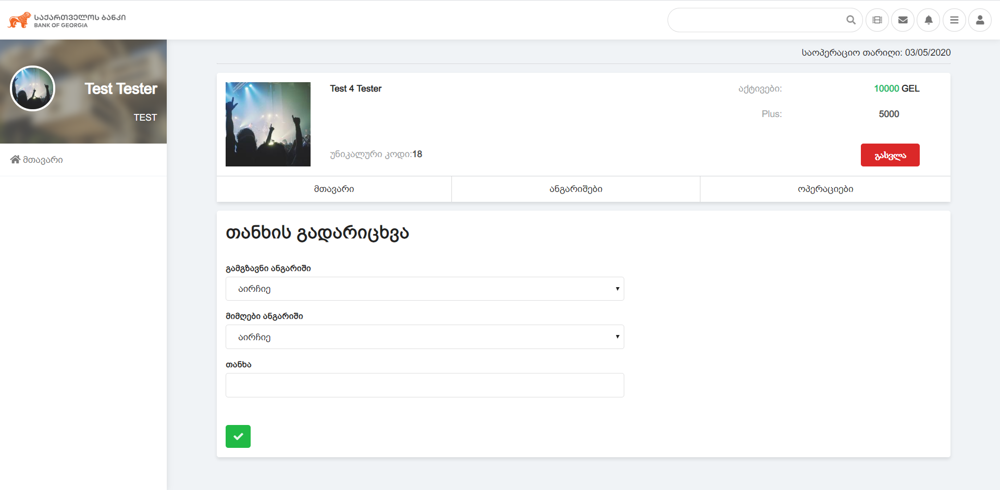 საქართველოს ბანკი
BANK OF GEORGIA
Test Tester
TEST
მთავარი
საოპერაციო თარიღი: 03/05/2020
Test 4 Tester
აქტივები: 10000 GEL
Plus: 5000
უნიკალური კოდი:18
გასვლა
მთავარი ანგარიშები ოპერაციები
თანხის გადარიცხვა
გამგზავნი ანგარიში
აირჩიე
მიმღები ანგარიში
აირჩიე
თანხა